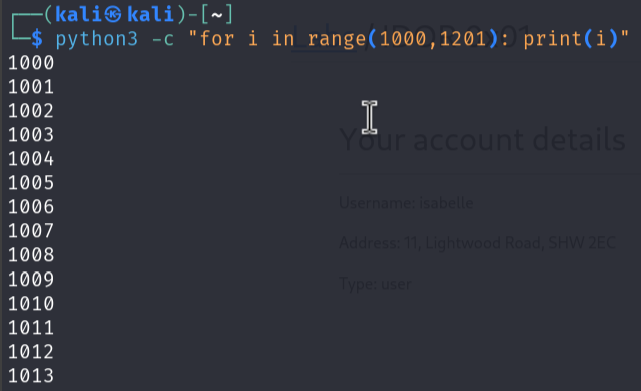 ┌──(kali㉿kali)-[~]
└─$ python3 -c "for i in range(1000,1201): print(i)"
1000
1001
1002
1003
1004
1005
1006
1007
1008
1009
1010
1011
1012
1013
Your account details
Username: isabelle
Address: 11, Lightwood Road, SHW 2EC
Type: user